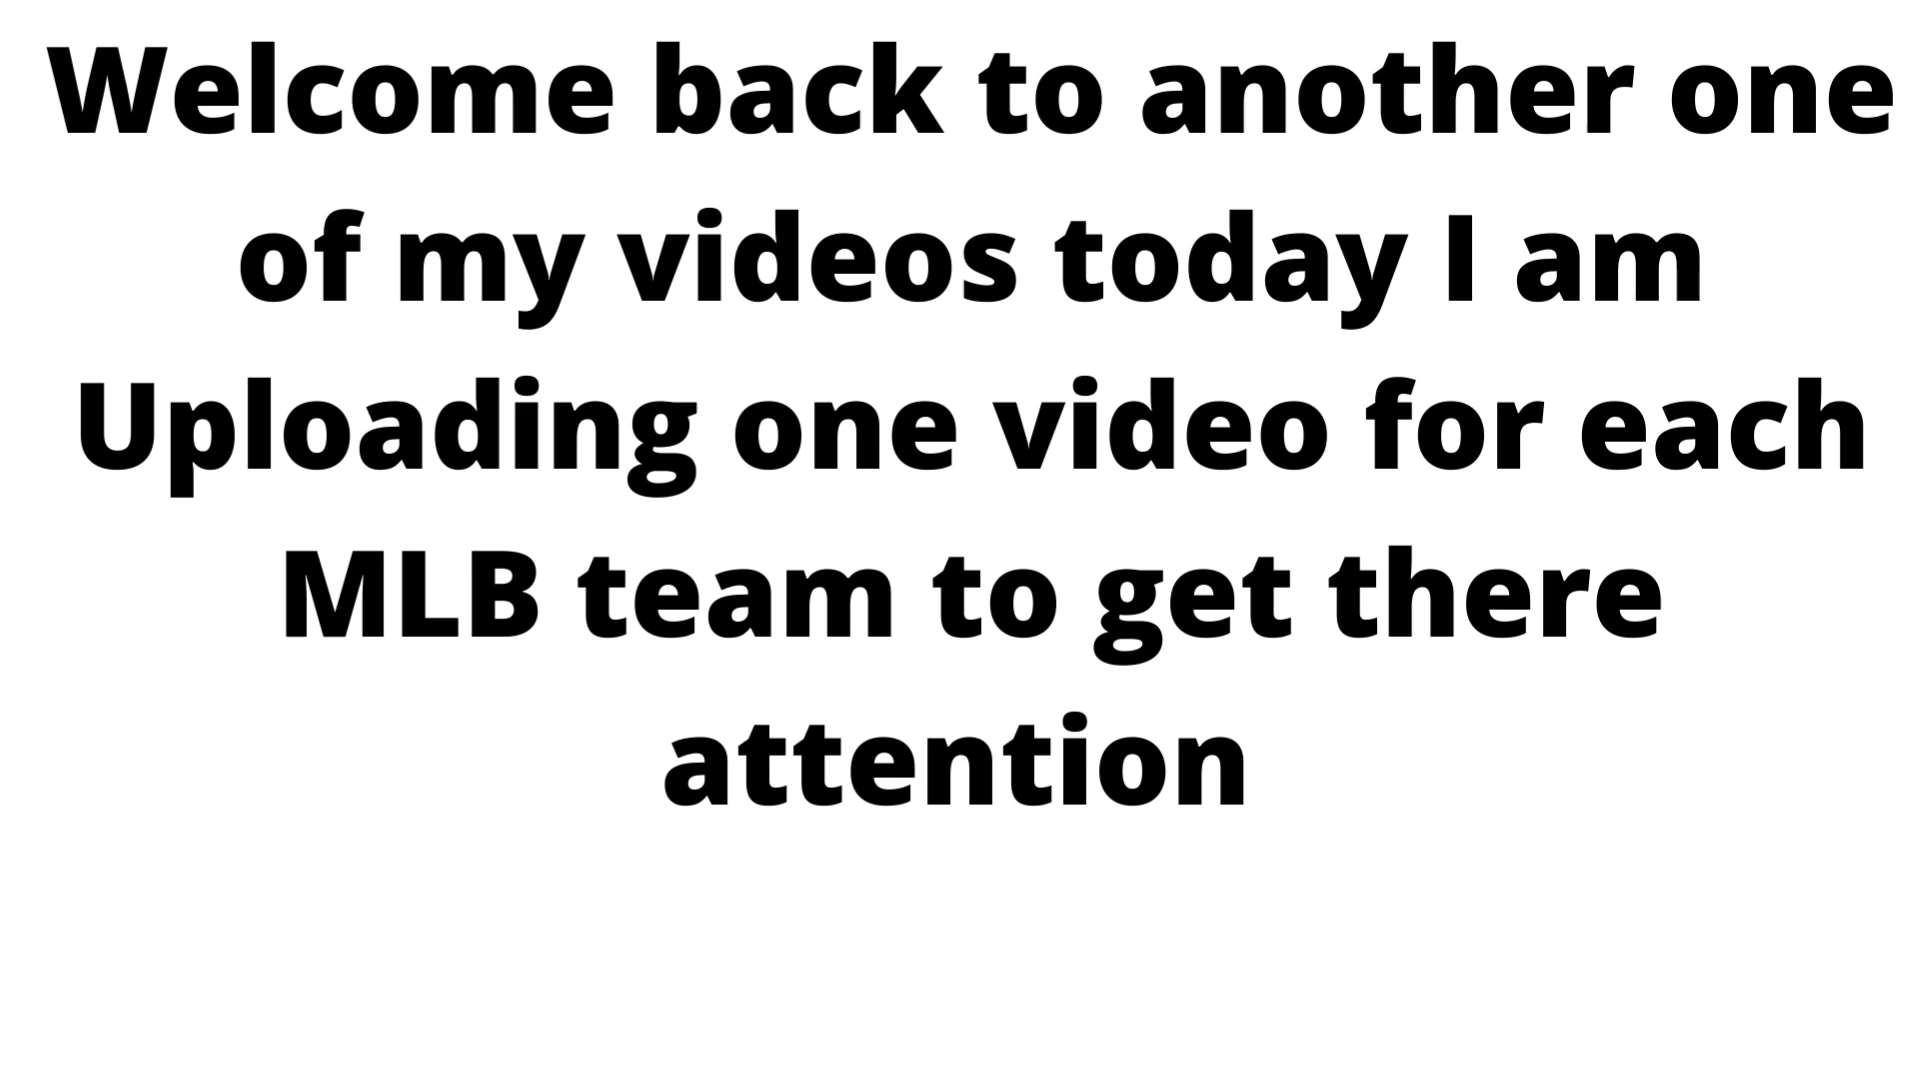 Welcome back to another one
of my videos today I am
Uploading one video for each
MLB team to get there
attention